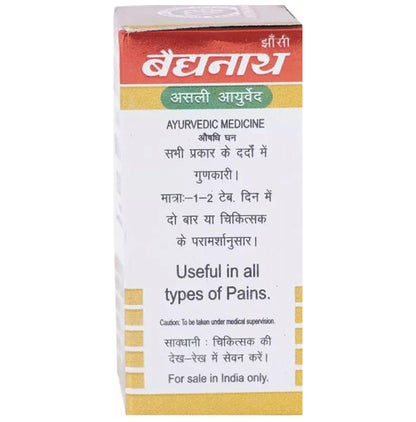 झाँसी
बैद्यनाथ
असली आयुर्वेद
AYURVEDIC MEDICINE
औषधि घन
सभी प्रकार के दर्दो में
गुणकारी।
मात्राः-1-2 टेब. दिन में
दो बार या चिकित्सक
के परामर्शानुसार।
Useful in all
types of Pains.
Caution: To be taken under medical supervision.
सावधानी : चिकित्सक की
देख-रेख में सेवन करें।
For sale in India only.